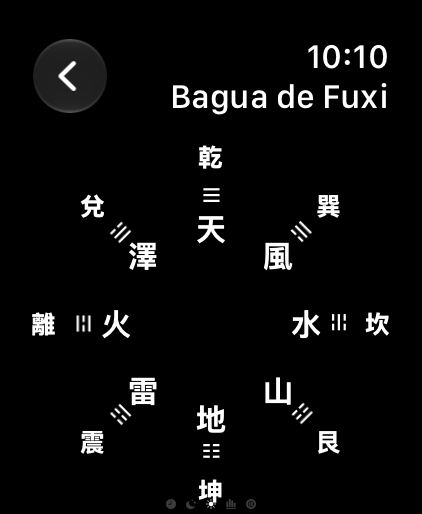 10:10
Bagua de Fuxi
乾
☰
天
兌
☱
澤
巽
☴
風
離
☲
火
水
☵
坎
雷
☳
震
山
☶
艮
地
☷
坤